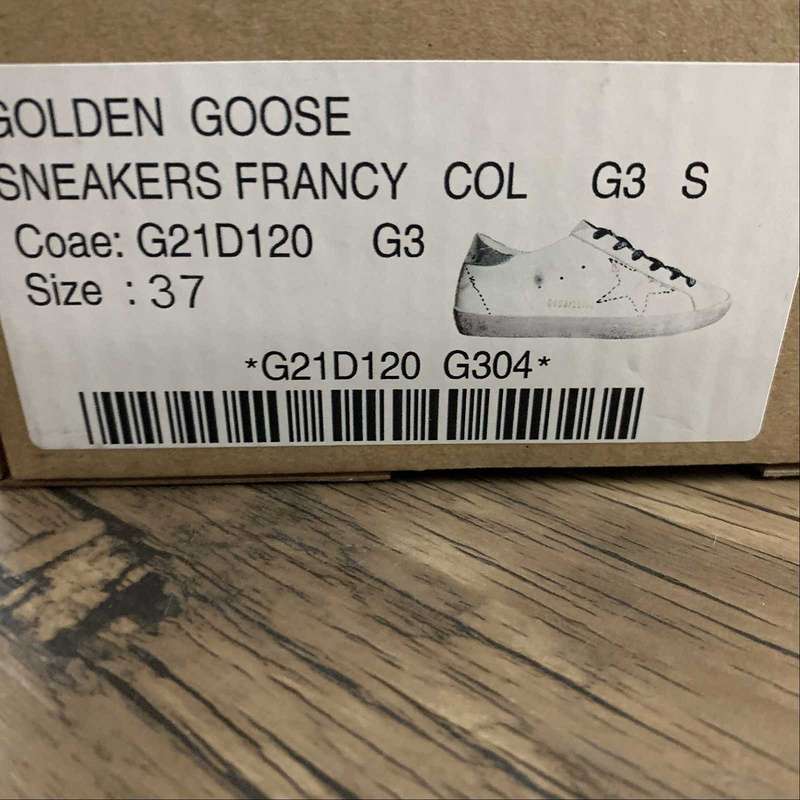 GOLDEN GOOSE
SNEAKERS FRANCY COL G3 S
Coae: G21D120 G3
Size : 37
*G21D120 G304*